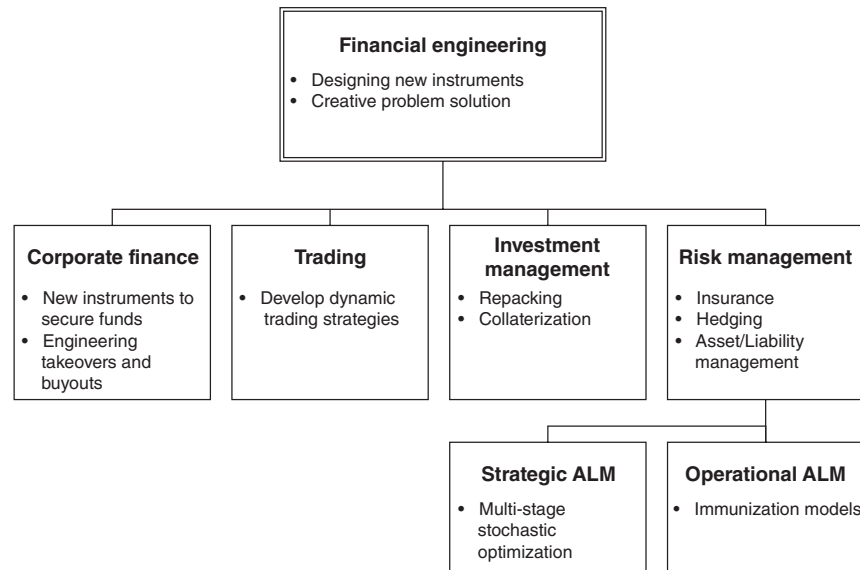 Financial engineering
• Designing new instruments
• Creative problem solution
Corporate finance
• New instruments to
secure funds
• Engineering
takeovers and
buyouts
Trading
• Develop dynamic
trading strategies
Investment
management
• Repacking
• Collaterization
Risk management
• Insurance
• Hedging
• Asset/Liability
management
Strategic ALM
• Multi-stage
stochastic
optimization
Operational ALM
• Immunization models